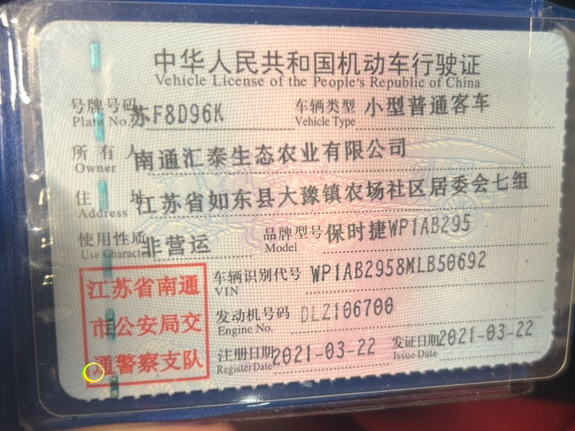 中华人民共和国机动车行驶证
Vehicle License of the People's Republic of China
号牌号码 苏F8D96K 车辆类型 小型普通客车
Plate No. Vehicle Type
所有人 南通汇泰生态农业有限公司
Owner
住址 江苏省如东县大豫镇农场社区居委会七组
Address
使用性质 非营运 品牌型号 保时捷WP1AB295
Use Character Model
江苏省南通
市公安局交
通警察支队
车辆识别代号 WP1AB2958MLB50692
VIN
发动机号码 DLZ106700
Engine No.
注册日期 2021-03-22 发证日期 2021-03-22
Register Date Issue Date